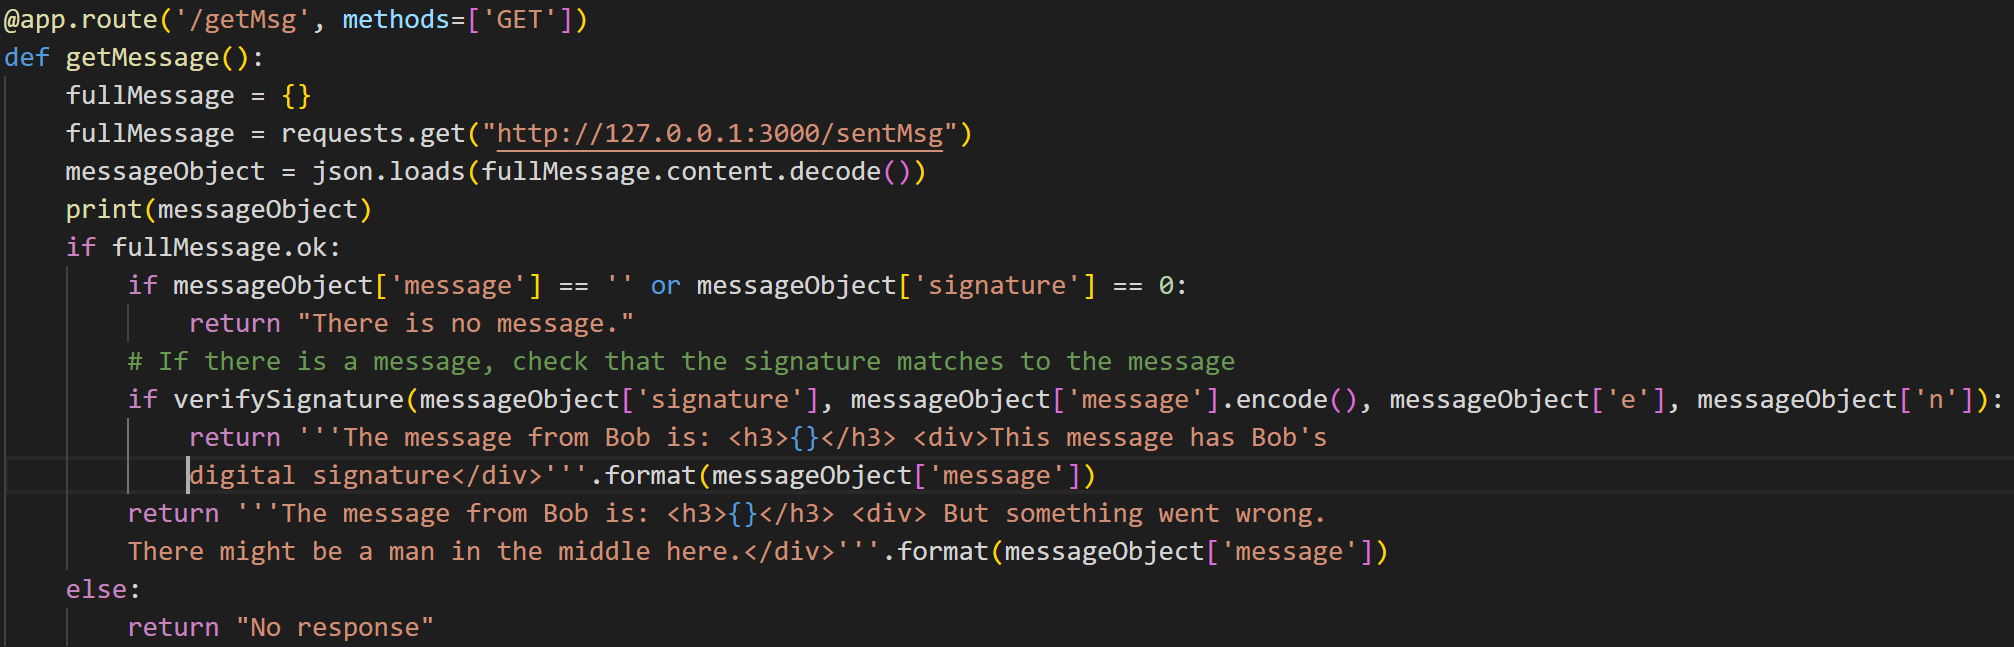 @app.route('/getMsg', methods=['GET'])
def getMessage():
    fullMessage = {}
    fullMessage = requests.get("http://127.0.0.1:3000/sentMsg")
    messageObject = json.loads(fullMessage.content.decode())
    print(messageObject)
    if fullMessage.ok:
        if messageObject['message'] == '' or messageObject['signature'] == 0:
            return "There is no message."
        # If there is a message, check that the signature matches to the message
        if verifySignature(messageObject['signature'], messageObject['message'].encode(), messageObject['e'], messageObject['n']):
            return '''The message from Bob is: <h3>{}</h3> <div>This message has Bob's
            digital signature</div>'''.format(messageObject['message'])
        return '''The message from Bob is: <h3>{}</h3> <div> But something went wrong.
        There might be a man in the middle here.</div>'''.format(messageObject['message'])
    else:
        return "No response"